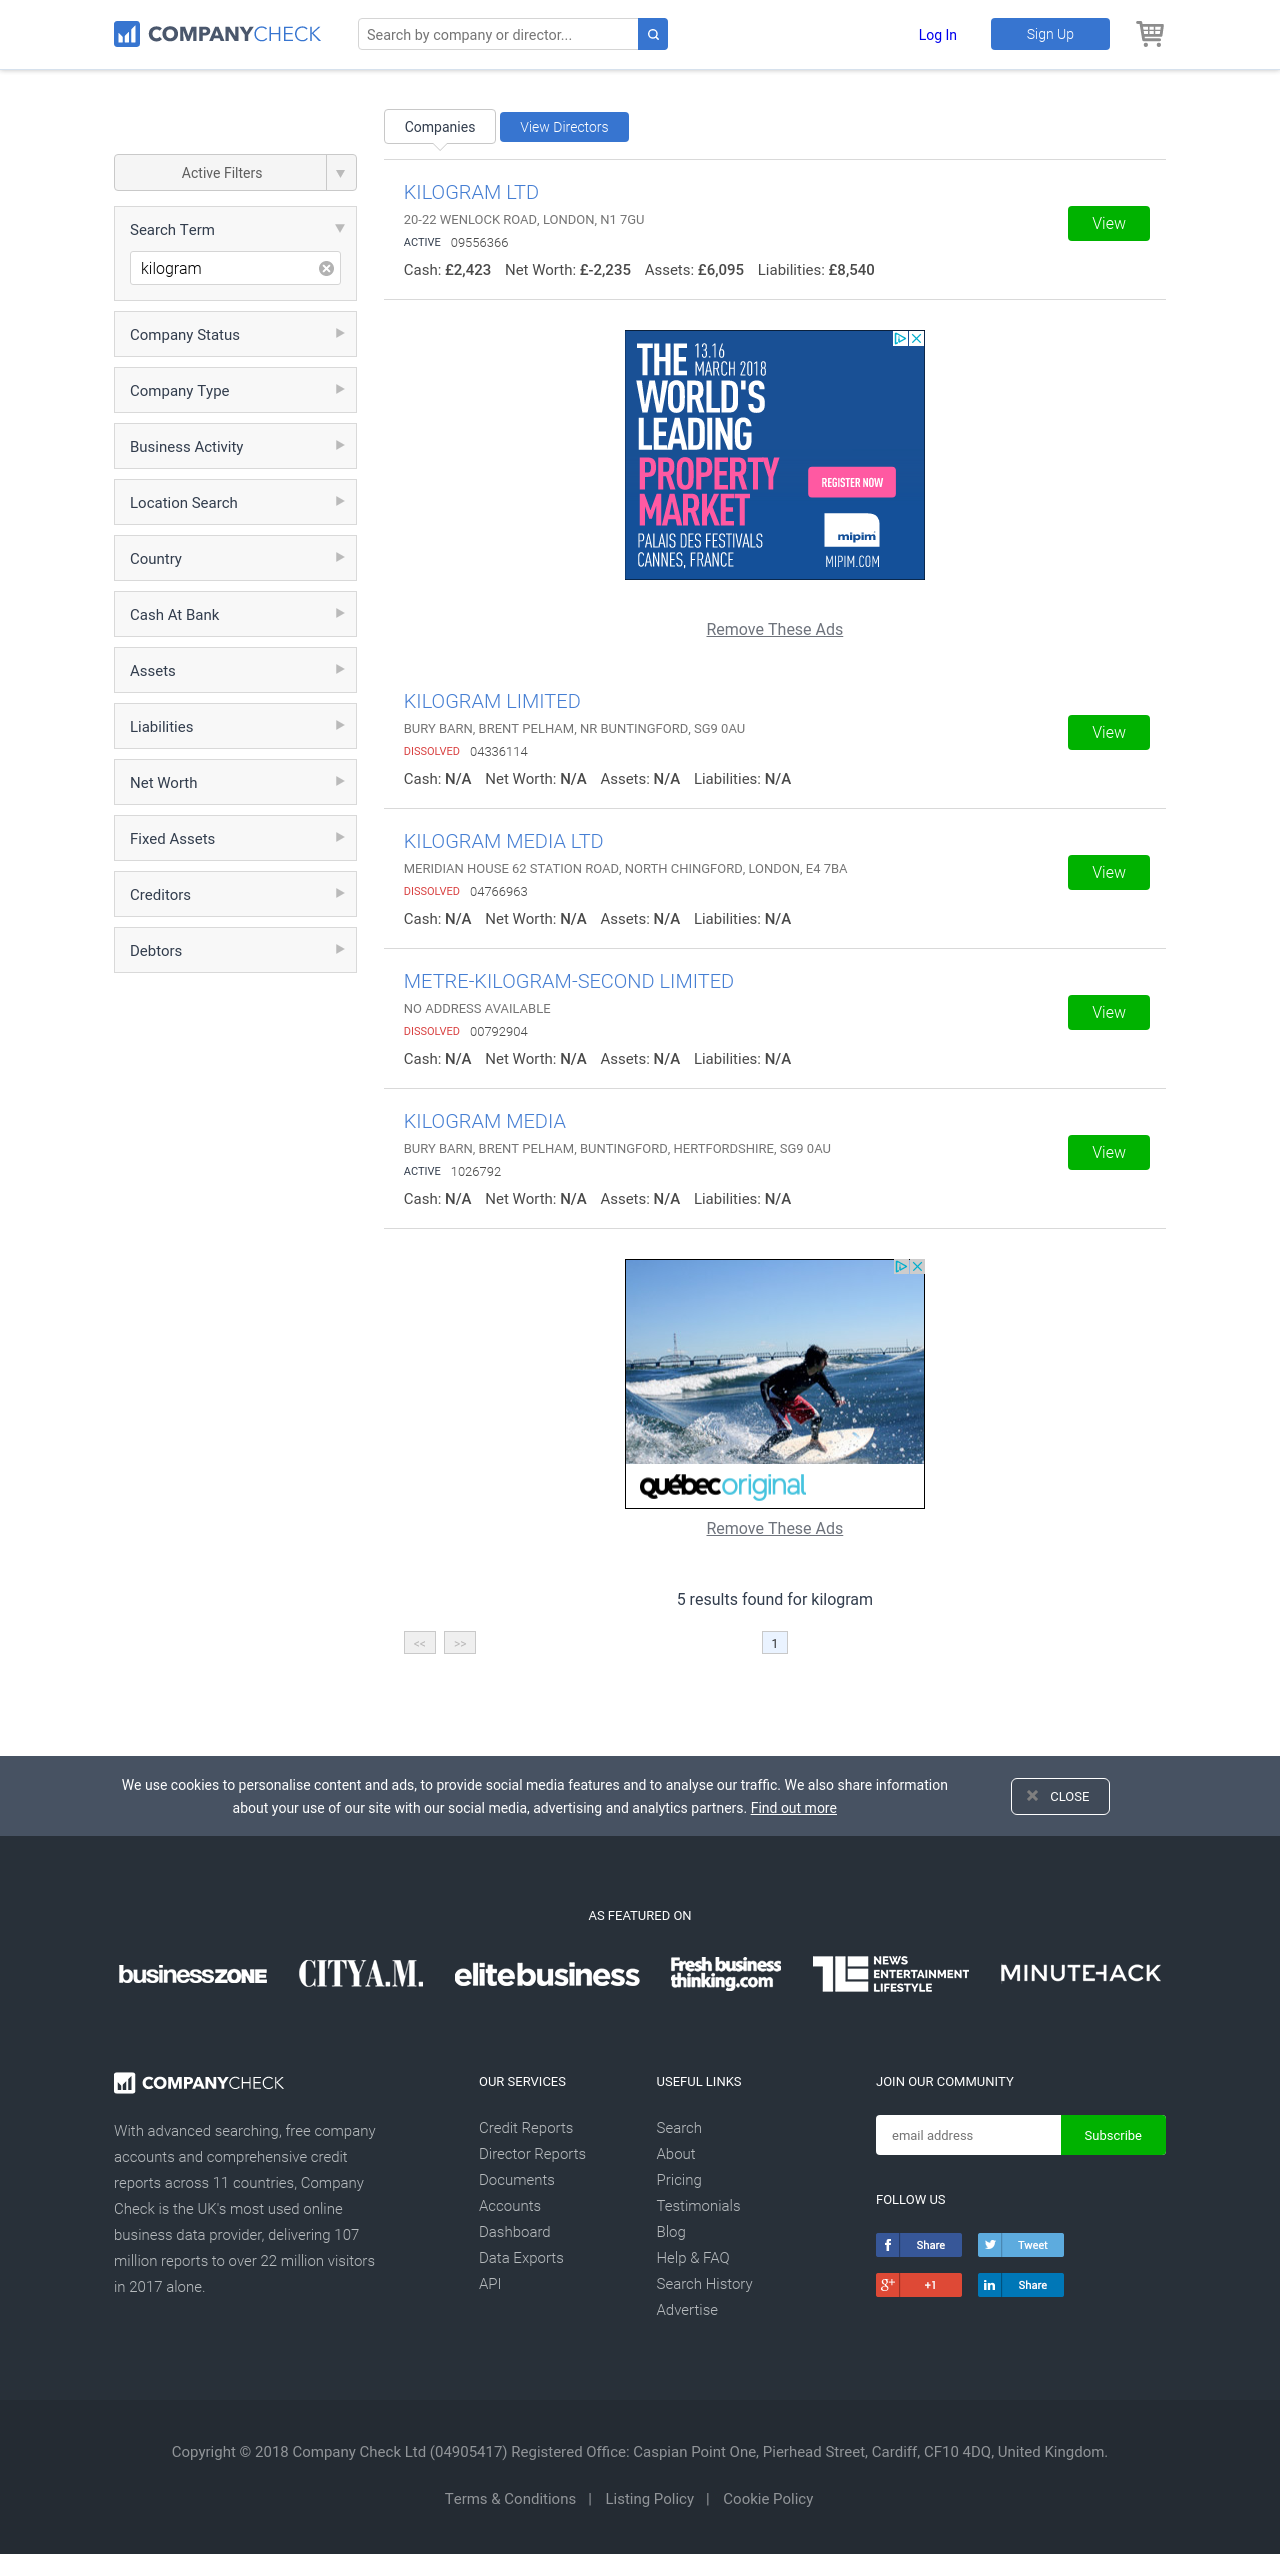 COMPANYCHECK
Search by company or director...
Log In
Sign Up
Companies
View Directors
Active Filters
Search Term
kilogram
Company Status
Company Type
Business Activity
Location Search
Country
Cash At Bank
Assets
Liabilities
Net Worth
Fixed Assets
Creditors
Debtors
KILOGRAM LTD
20-22 WENLOCK ROAD, LONDON, N1 7GU
ACTIVE 09556366
Cash: £2,423 Net Worth: £-2,235 Assets: £6,095 Liabilities: £8,540
View
THE 13.16
MARCH 2018
WORLD'S
LEADING
PROPERTY
MARKET
REGISTER NOW
mipim
PALAIS DES FESTIVALS
CANNES, FRANCE
MIPIM.COM
Remove These Ads
KILOGRAM LIMITED
BURY BARN, BRENT PELHAM, NR BUNTINGFORD, SG9 0AU
DISSOLVED 04336114
Cash: N/A Net Worth: N/A Assets: N/A Liabilities: N/A
View
KILOGRAM MEDIA LTD
MERIDIAN HOUSE 62 STATION ROAD, NORTH CHINGFORD, LONDON, E4 7BA
DISSOLVED 04766963
Cash: N/A Net Worth: N/A Assets: N/A Liabilities: N/A
View
METRE-KILOGRAM-SECOND LIMITED
NO ADDRESS AVAILABLE
DISSOLVED 00792904
Cash: N/A Net Worth: N/A Assets: N/A Liabilities: N/A
View
KILOGRAM MEDIA
BURY BARN, BRENT PELHAM, BUNTINGFORD, HERTFORDSHIRE, SG9 0AU
ACTIVE 1026792
Cash: N/A Net Worth: N/A Assets: N/A Liabilities: N/A
View
québecoriginal
Remove These Ads
5 results found for kilogram
<< >> 1
We use cookies to personalise content and ads, to provide social media features and to analyse our traffic. We also share information
about your use of our site with our social media, advertising and analytics partners. Find out more
CLOSE
AS FEATURED ON
businessZONE
CITYA.M.
elitebusiness
Fresh business
thinking.com
TLE NEWS
ENTERTAINMENT
LIFESTYLE
MINUTEHACK
COMPANYCHECK
With advanced searching, free company
accounts and comprehensive credit
reports across 11 countries, Company
Check is the UK's most used online
business data provider, delivering 107
million reports to over 22 million visitors
in 2017 alone.
OUR SERVICES
Credit Reports
Director Reports
Documents
Accounts
Dashboard
Data Exports
API
USEFUL LINKS
Search
About
Pricing
Testimonials
Blog
Help & FAQ
Search History
Advertise
JOIN OUR COMMUNITY
email address
Subscribe
FOLLOW US
f Share
Tweet
g+ +1
in Share
Copyright © 2018 Company Check Ltd (04905417) Registered Office: Caspian Point One, Pierhead Street, Cardiff, CF10 4DQ, United Kingdom.
Terms & Conditions | Listing Policy | Cookie Policy